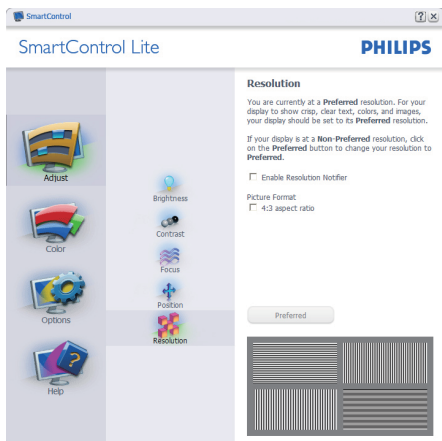 SmartControl
SmartControl Lite
PHILIPS
Adjust
Color
Options
Help
Brightness
Contrast
Focus
Position
Resolution
Resolution
You are currently at a Preferred resolution. For your
display to show crisp, clear text, colors, and images,
your display should be set to its Preferred resolution.
If your display is at a Non-Preferred resolution, click
on the Preferred button to change your resolution to
Preferred.
Enable Resolution Notifier
Picture Format
4:3 aspect ratio
Preferred